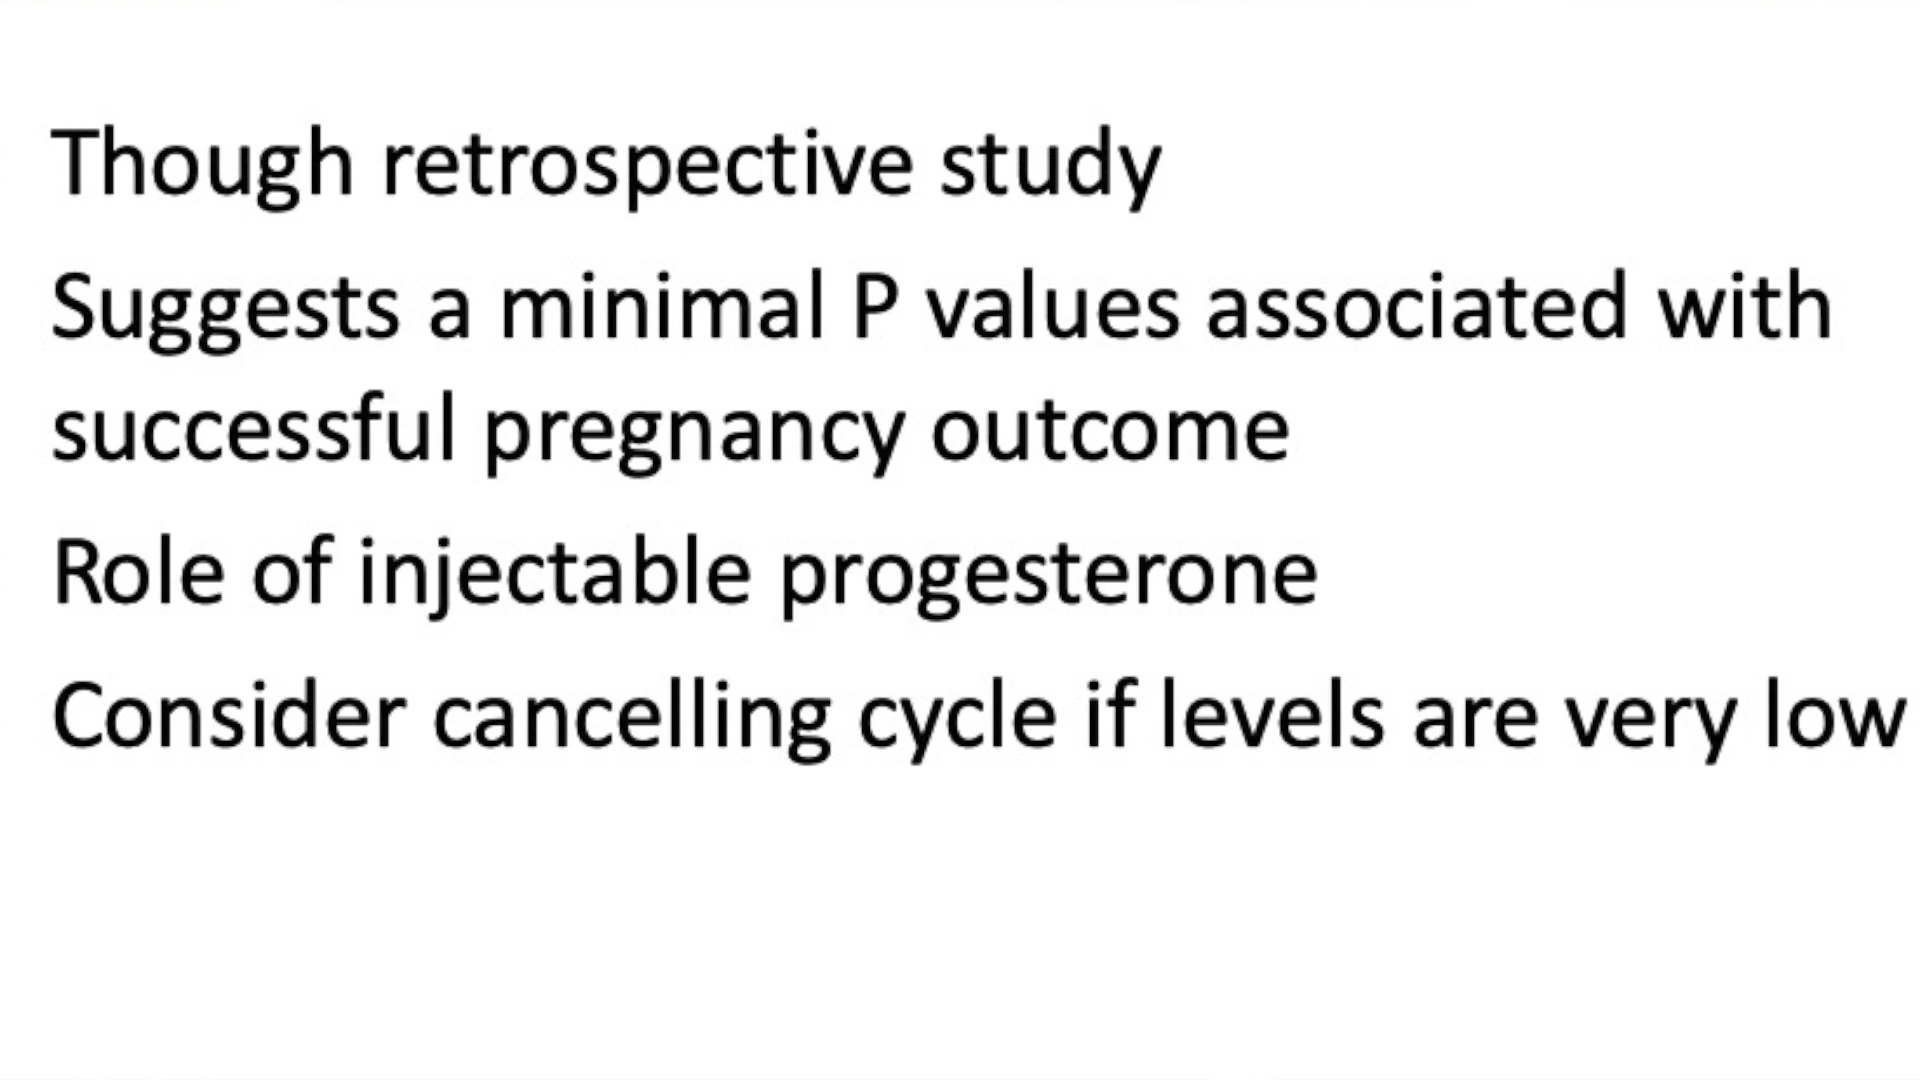 Though retrospective study
Suggests a minimal P values associated with
successful pregnancy outcome
Role of injectable progesterone
Consider cancelling cycle if levels are very low